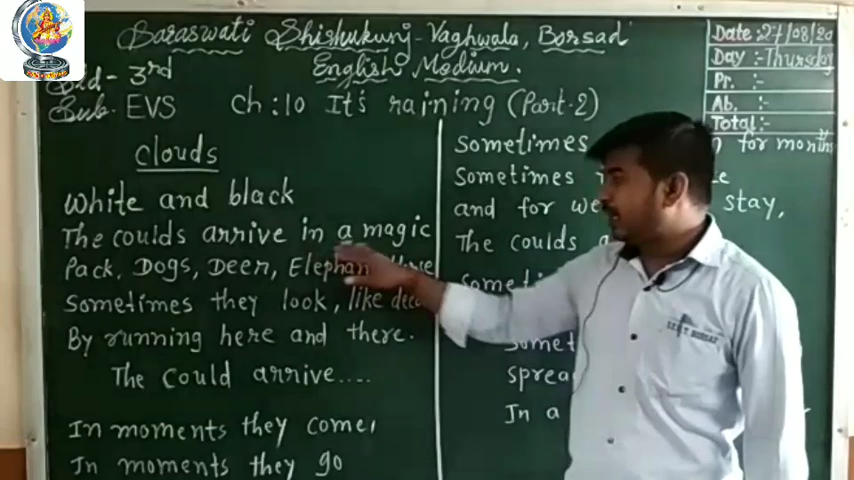 Saraswati Shishukunj - Vaghwala, Borsad
English Medium.
Std - 3rd
Sub. EVS
Ch : 10 It's raining (Part-2)
Date 27/08/20
Day :- Thursday
Pr. :-
Ab. :-
Total :-
Clouds
White and black
The coulds arrive in a magic
Pack, Dogs, Deer,
Sometimes they look, like
By running here and there.
The Could arrive....
In moments they come,
In moments they go
Sometimes for months
Sometimes
and for stay,
The coulds
spread
In a